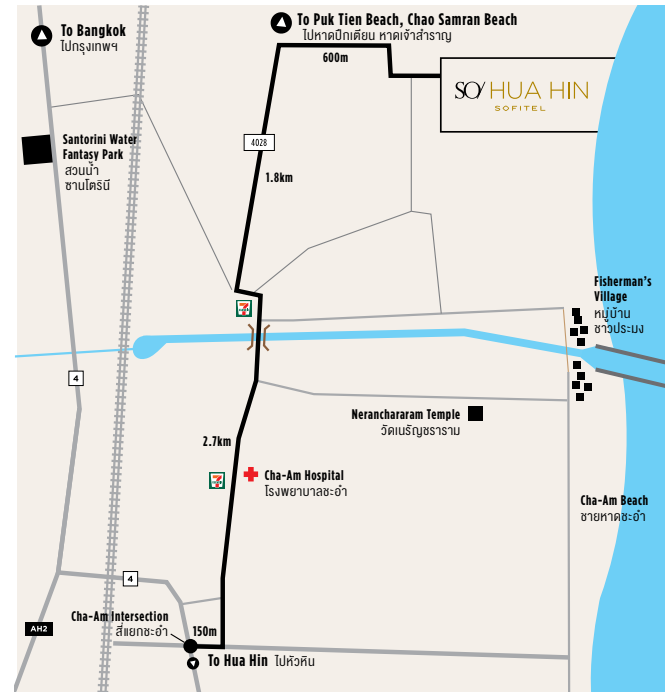 To Puk Tien Beach, Chao Samran Beach
ไปหาดปึกเตียน หาดเจ้าสำราญ
To Bangkok
ไปกรุงเทพฯ
600m
SO/ HUA HIN
SOFITEL
Santorini Water
Fantasy Park
สวนน้ำ
ซานโตรินี
4028
1.8km
Fisherman's
Village
หมู่บ้าน
ชาวประมง
7
4
Neranchararam Temple
วัดเนรัญชราราม
2.7km
7
Cha-Am Hospital
โรงพยาบาลชะอำ
Cha-Am Beach
ชายหาดชะอำ
4
Cha-Am Intersection
สี่แยกชะอำ
AH2
150m
To Hua Hin ไปหัวหิน